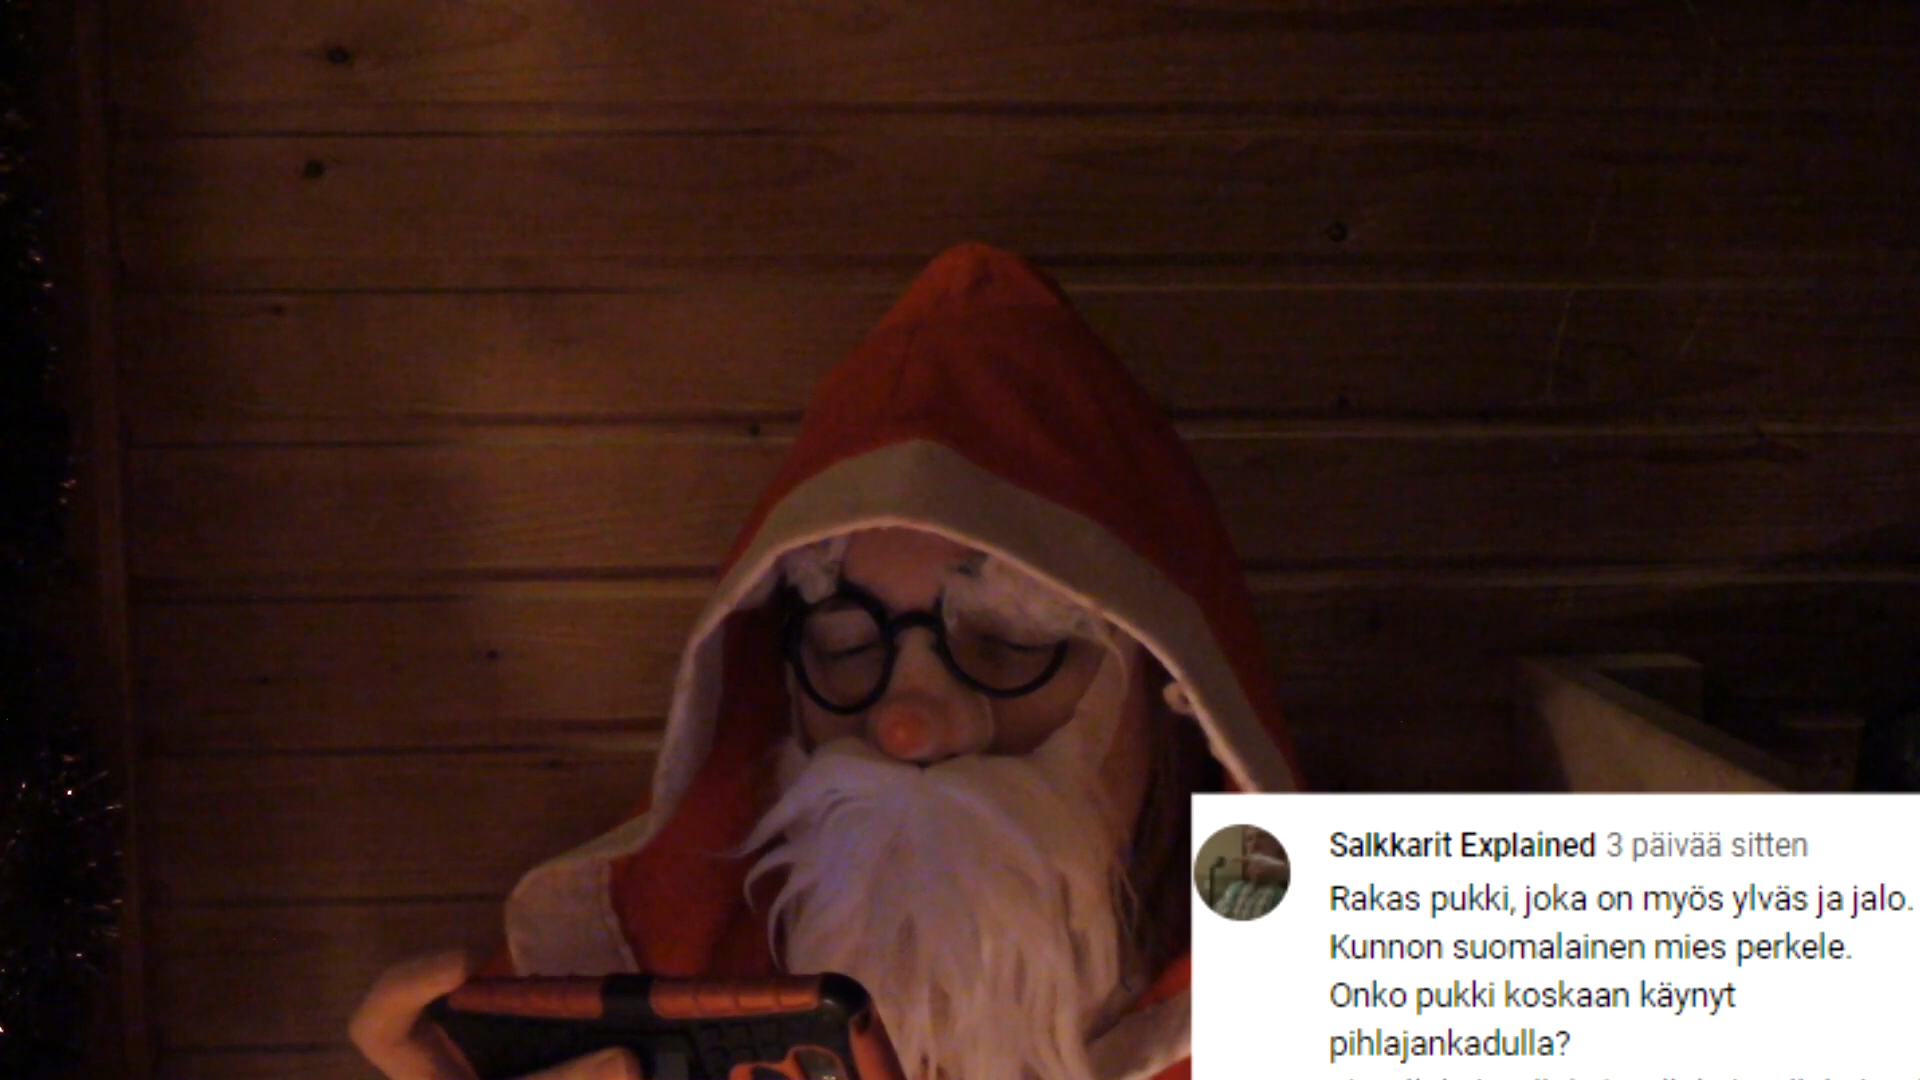 Salkkarit Explained 3 päivää sitten
Rakas pukki, joka on myös ylväs ja jalo.
Kunnon suomalainen mies perkele.
Onko pukki koskaan käynyt
pihlajankadulla?